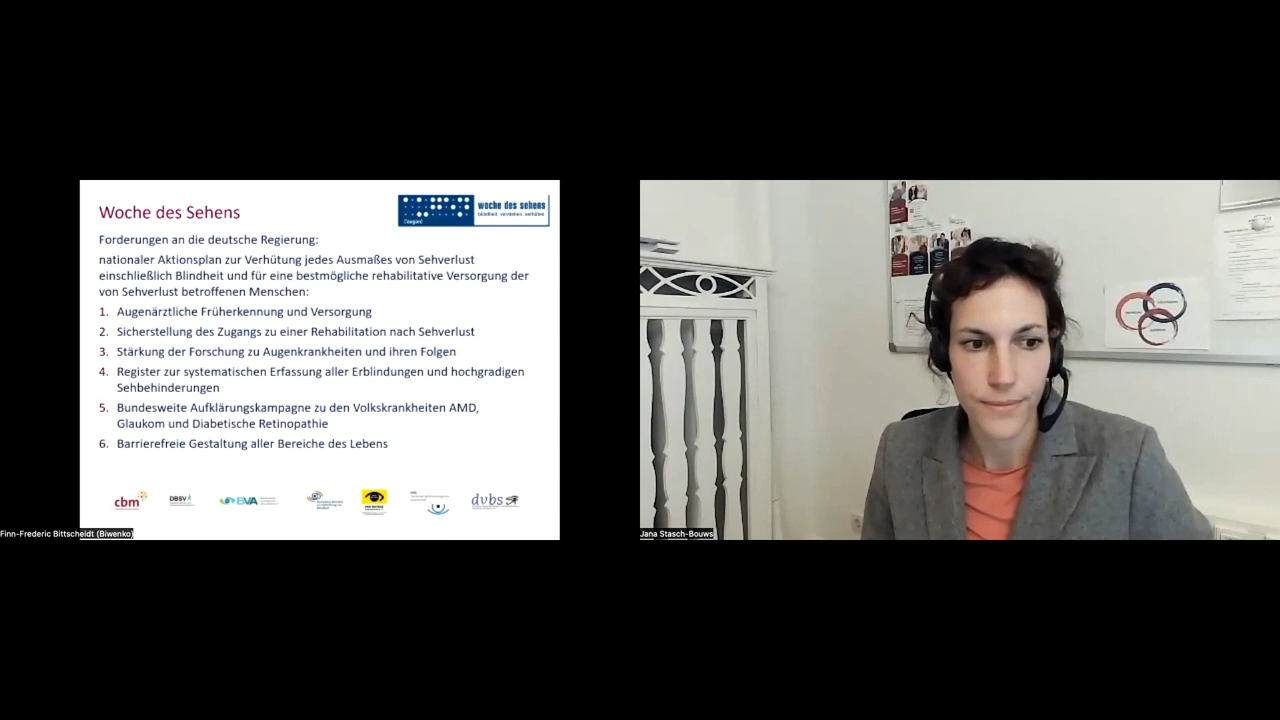 Woche des Sehens
woche des sehens
blindheit verstehen verhüten
Forderungen an die deutsche Regierung:
nationaler Aktionsplan zur Verhütung jedes Ausmaßes von Sehverlust
einschließlich Blindheit und für eine bestmögliche rehabilitative Versorgung der
von Sehverlust betroffenen Menschen:
1. Augenärztliche Früherkennung und Versorgung
2. Sicherstellung des Zugangs zu einer Rehabilitation nach Sehverlust
3. Stärkung der Forschung zu Augenkrankheiten und ihren Folgen
4. Register zur systematischen Erfassung aller Erblindungen und hochgradigen
Sehbehinderungen
5. Bundesweite Aufklärungskampagne zu den Volkskrankheiten AMD,
Glaukom und Diabetische Retinopathie
6. Barrierefreie Gestaltung aller Bereiche des Lebens
cbm
DBSV
BVA
dvbs
Finn-Frederic Bittscheidt (Biwenko)
Jana Stasch-Bouws